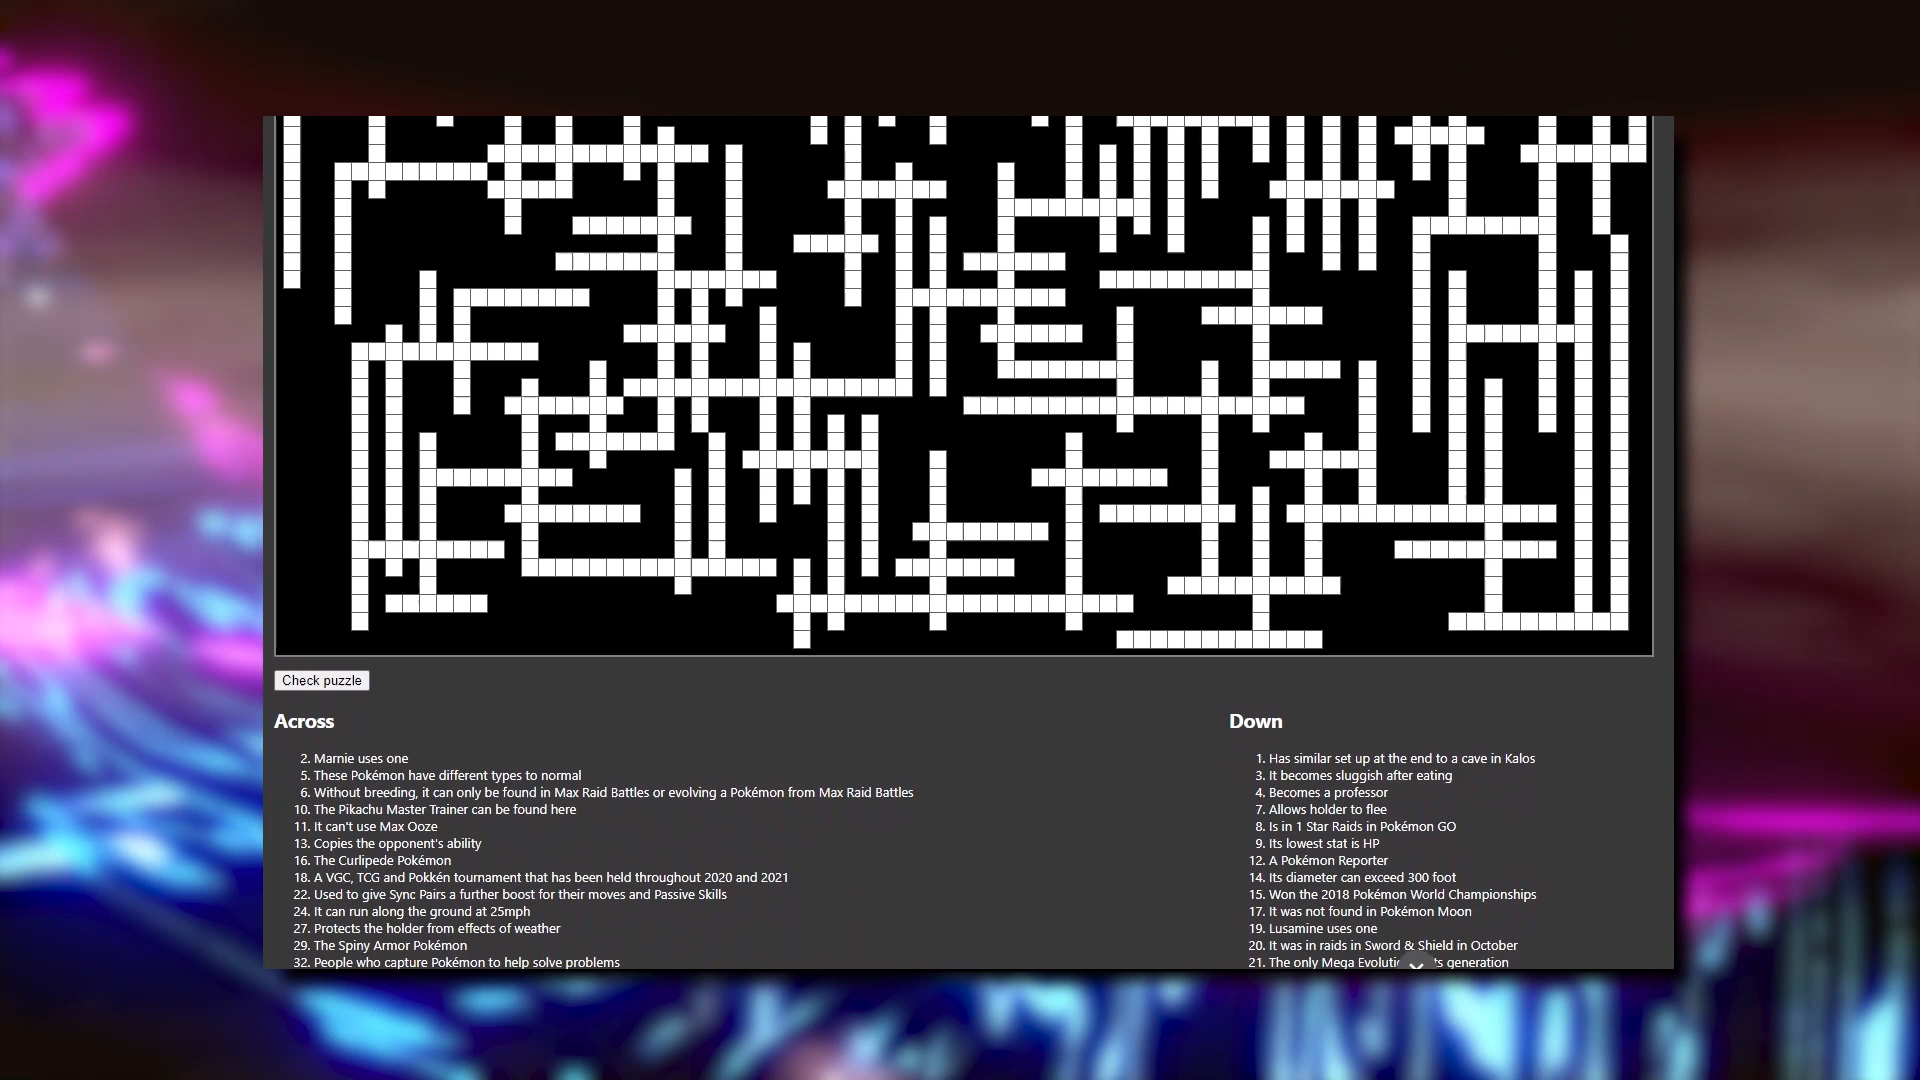 Check puzzle
Across
2. Marnie uses one
5. These Pokémon have different types to normal
6. Without breeding, it can only be found in Max Raid Battles or evolving a Pokémon from Max Raid Battles
10. The Pikachu Master Trainer can be found here
11. It can't use Max Ooze
13. Copies the opponent's ability
16. The Curlipede Pokémon
18. A VGC, TCG and Pokkén tournament that has been held throughout 2020 and 2021
22. Used to give Sync Pairs a further boost for their moves and Passive Skills
24. It can run along the ground at 25mph
27. Protects the holder from effects of weather
29. The Spiny Armor Pokémon
32. People who capture Pokémon to help solve problems
Down
1. Has similar set up at the end to a cave in Kalos
3. It becomes sluggish after eating
4. Becomes a professor
7. Allows holder to flee
8. Is in 1 Star Raids in Pokémon GO
9. Its lowest stat is HP
12. A Pokémon Reporter
14. Its diameter can exceed 300 foot
15. Won the 2018 Pokémon World Championships
17. It was not found in Pokémon Moon
19. Lusamine uses one
20. It was in raids in Sword & Shield in October
21. The only Mega generation